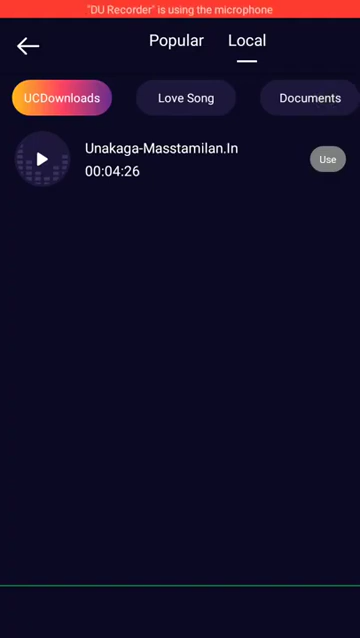 "DU Recorder" is using the microphone
Popular Local
UCDownloads Love Song Documents
Unakaga-Masstamilan.In
00:04:26
Use